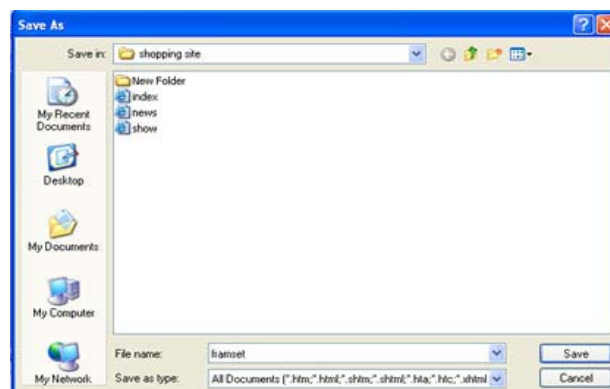 Save As
Save in: shopping site
New Folder
index
news
show
My Recent
Documents
Desktop
My Documents
My Computer
My Network
File name: framset
Save
Save as type: All Documents (*.htm;*.html;*.shtm;*.shtml;*.hta;*.htc;*.xhtml
Cancel